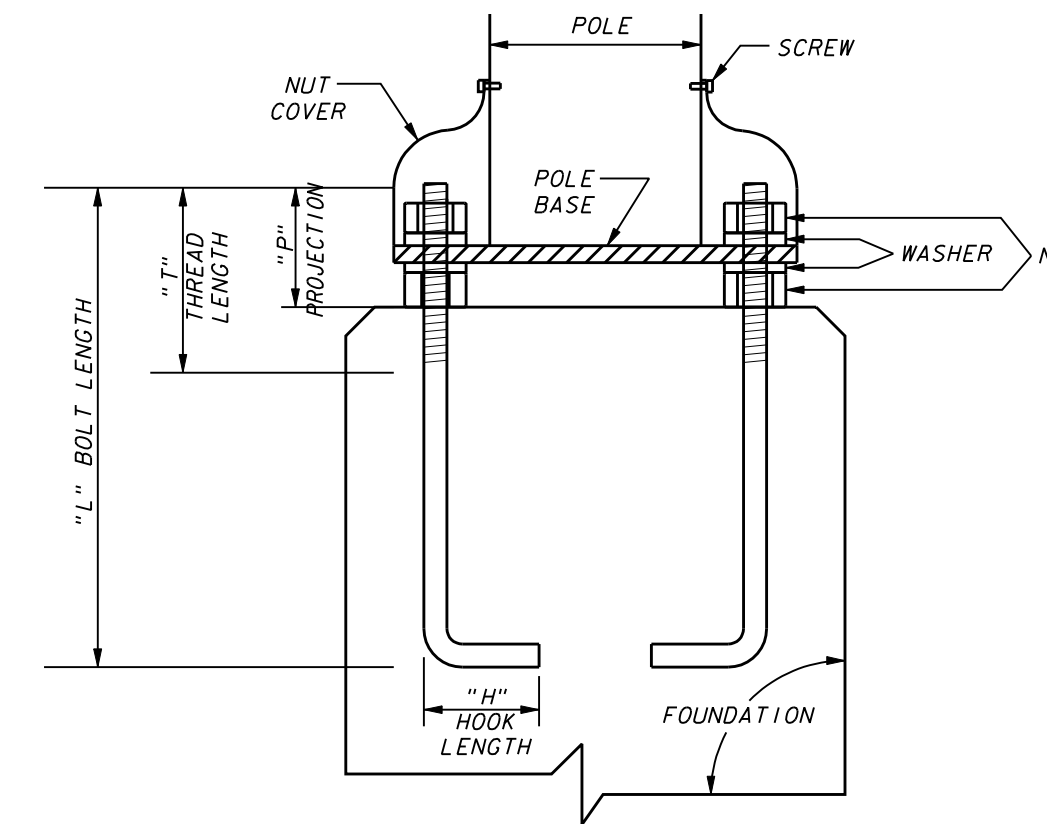 POLE
SCREW
NUT
COVER
POLE
BASE
"P"
PROJECTION
"T"
THREAD
LENGTH
WASHER
"L" BOLT LENGTH
"H"
HOOK
LENGTH
FOUNDATION